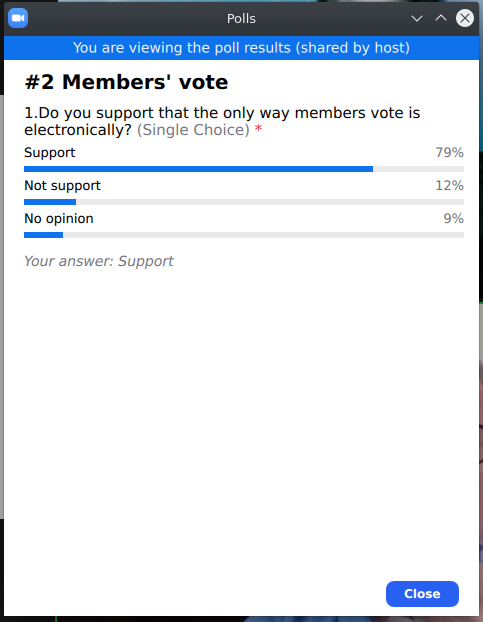 Polls
You are viewing the poll results (shared by host)
#2 Members' vote
1.Do you support that the only way members vote is
electronically? (Single Choice) *
Support 79%
Not support 12%
No opinion 9%
Your answer: Support
Close